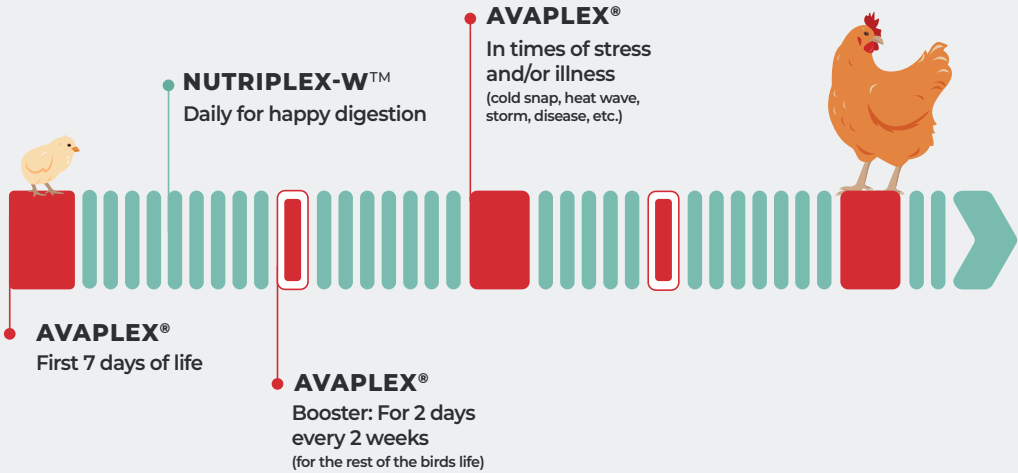 AVAPLEX®
In times of stress
and/or illness
(cold snap, heat wave,
storm, disease, etc.)
NUTRIPLEX-W™
Daily for happy digestion
AVAPLEX®
First 7 days of life
AVAPLEX®
Booster: For 2 days
every 2 weeks
(for the rest of the birds life)